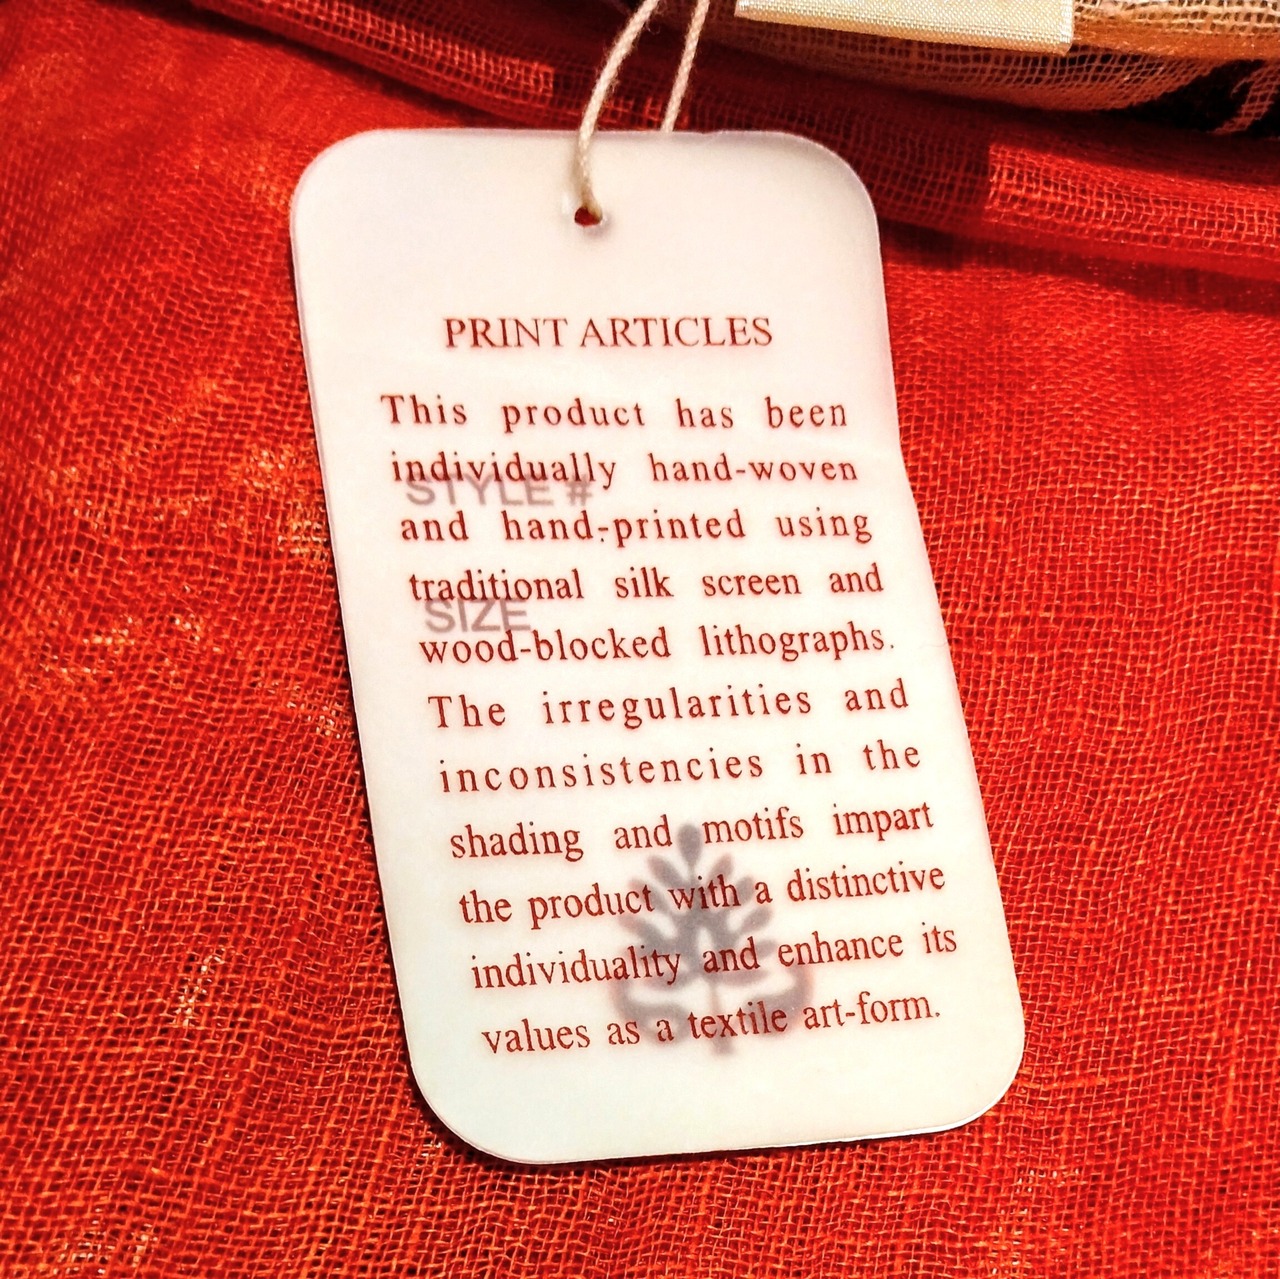 PRINT ARTICLES
This product has been
individually hand-woven
STYLE #
and hand-printed using
traditional silk screen and
SIZE
wood-blocked lithographs.
The irregularities and
inconsistencies in the
shading and motifs impart
the product with a distinctive
individuality and enhance its
values as a textile art-form.